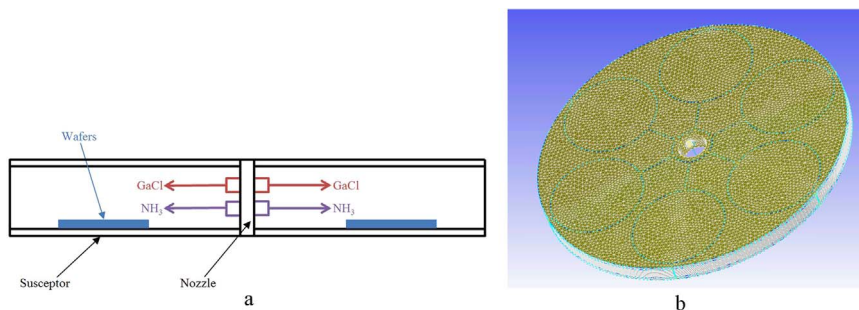 Wafers
GaCl GaCl
NH₃ NH₃
Susceptor Nozzle
a b